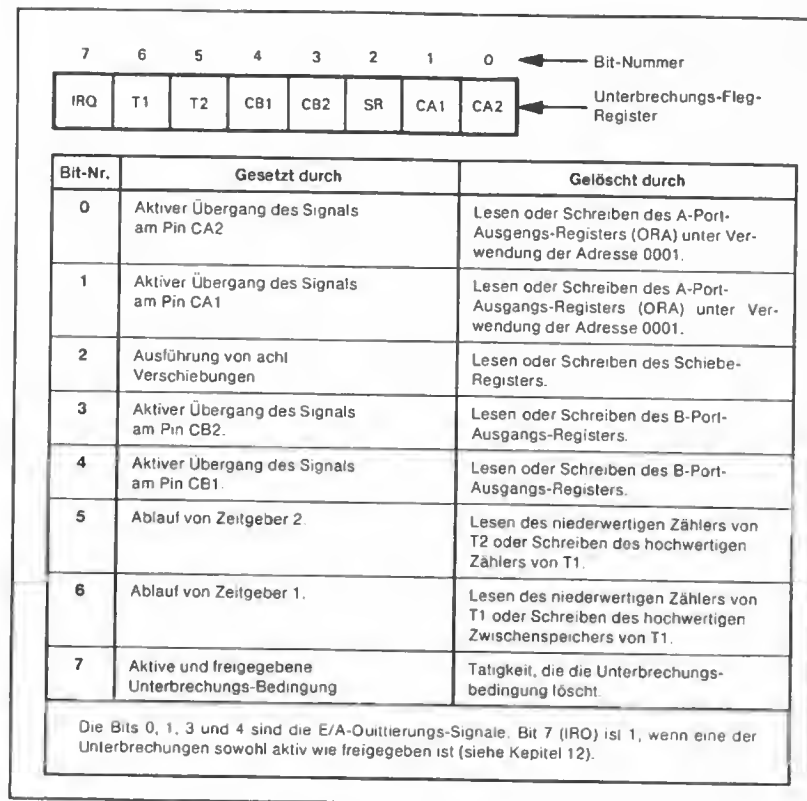 7 6 5 4 3 2 1 0 Bit-Nummer
IRQ T1 T2 CB1 CB2 SR CA1 CA2 Unterbrechungs-Fleg-
Register
Bit-Nr. Gesetzt durch Gelöscht durch
0 Aktiver Übergang des Signals
am Pin CA2
Lesen oder Schreiben des A-Port-
Ausgengs-Registers (ORA) unter Ver-
wendung der Adresse 0001.
1 Aktiver Übergang des Signals
am Pin CA1
Lesen oder Schreiben des A-Port-
Ausgangs-Registers (ORA) unter Ver-
wendung der Adresse 0001.
2 Ausführung von acht
Verschiebungen
Lesen oder Schreiben des Schiebe-
Registers.
3 Aktiver Übergang des Signals
am Pin CB2.
Lesen oder Schreiben des B-Port-
Ausgangs-Registers.
4 Aktiver Übergang des Signals
am Pin CB1.
Lesen oder Schreiben des B-Port-
Ausgangs-Registers.
5 Ablauf von Zeitgeber 2.
Lesen des niederwertigen Zählers von
T2 oder Schreiben des hochwertigen
Zählers von T1.
6 Ablauf von Zeitgeber 1.
Lesen des niederwertigen Zählers von
T1 oder Schreiben des hochwertigen
Zwischenspeichers von T1.
7 Aktive und freigegebene
Unterbrechungs-Bedingung
Tätigkeit, die die Unterbrechungs-
bedingung löscht.
Die Bits 0, 1, 3 und 4 sind die E/A-Quittierungs-Signale. Bit 7 (IRQ) ist 1, wenn eine der
Unterbrechungen sowohl aktiv wie freigegeben ist (siehe Kepitel 12).